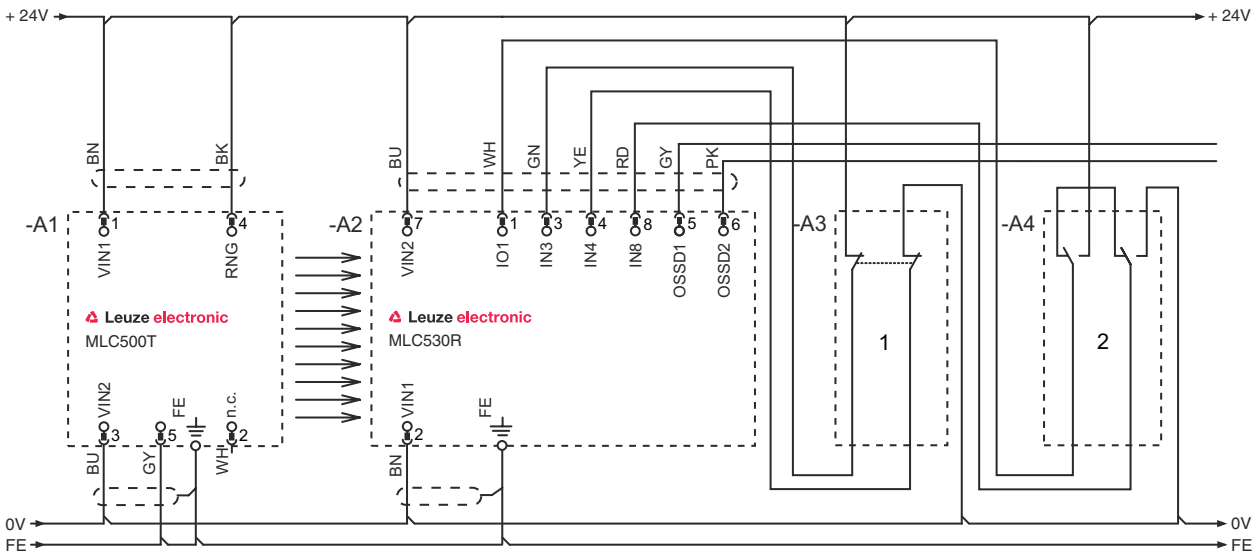 + 24V
+ 24V
BN
BK
BU
WH
GN
YE
RD
GY
PK
-A1
1
4
-A2
7
1
3
4
8
5
6
-A3
-A4
VIN1
RNG
VIN2
IO1
IN3
IN4
IN8
OSSD1
OSSD2
Leuze electronic
MLC500T
Leuze electronic
MLC530R
1
2
VIN2
FE
n.c.
VIN1
FE
3
5
2
2
BU
GY
WH
BN
0V
0V
FE
FE